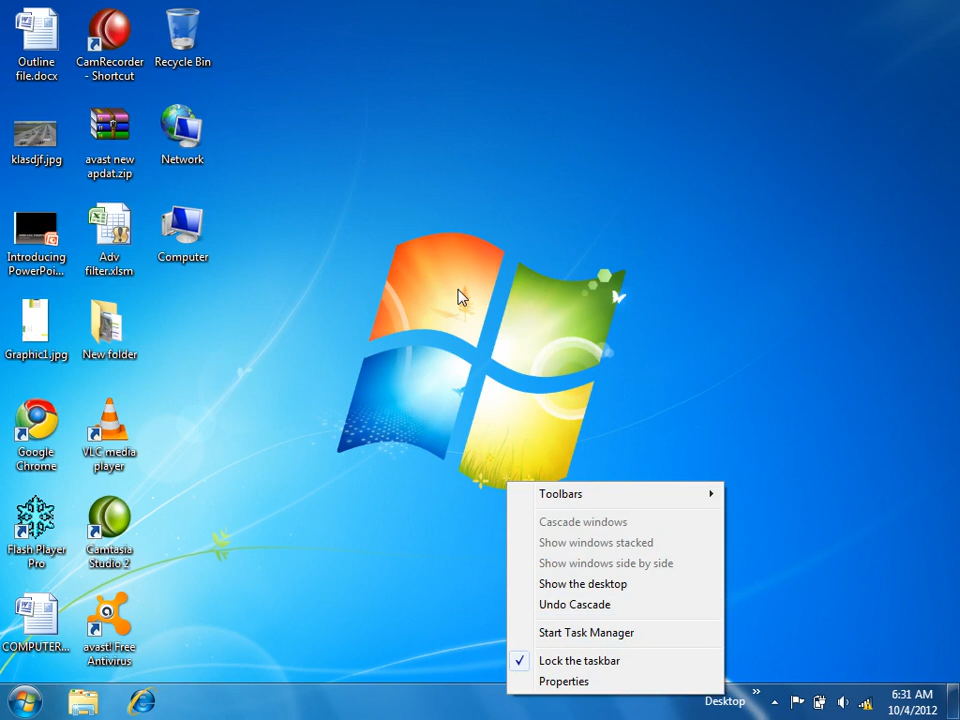 Outline
file.docx
CamRecorder
- Shortcut
Recycle Bin
klasdjf.jpg
avast new
apdat.zip
Network
Introducing
PowerPoi...
Adv
filter.xlsm
Computer
Graphic1.jpg
New folder
Google
Chrome
VLC media
player
Flash Player
Pro
Camtasia
Studio 2
COMPUTER...
avast! Free
Antivirus
Toolbars
Cascade windows
Show windows stacked
Show windows side by side
Show the desktop
Undo Cascade
Start Task Manager
Lock the taskbar
Properties
Desktop
6:31 AM
10/4/2012